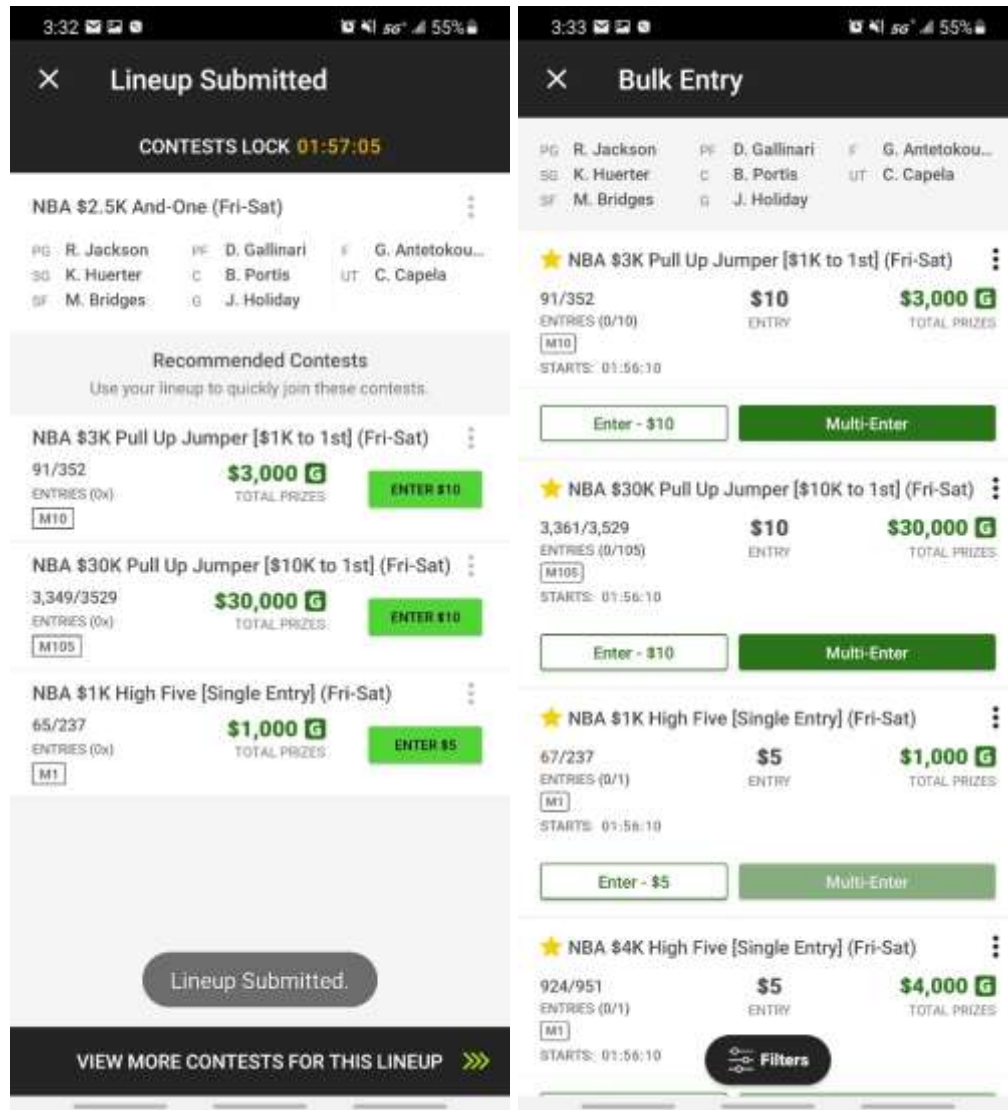 3:32 5G+ 55%
Lineup Submitted
CONTESTS LOCK 01:57:05
NBA $2.5K And-One (Fri-Sat)
PG R. Jackson PF D. Gallinari F G. Antetokou...
SG K. Huerter C B. Portis UT C. Capela
SF M. Bridges G J. Holiday
Recommended Contests
Use your lineup to quickly join these contests.
NBA $3K Pull Up Jumper [$1K to 1st] (Fri-Sat)
91/352 $3,000 G ENTER $10
ENTRIES (0x) TOTAL PRIZES
M10
NBA $30K Pull Up Jumper [$10K to 1st] (Fri-Sat)
3,349/3529 $30,000 G ENTER $10
ENTRIES (0x) TOTAL PRIZES
M105
NBA $1K High Five [Single Entry] (Fri-Sat)
65/237 $1,000 G ENTER $5
ENTRIES (0x) TOTAL PRIZES
M1
Lineup Submitted.
VIEW MORE CONTESTS FOR THIS LINEUP
3:33 5G+ 55%
Bulk Entry
PG R. Jackson PF D. Gallinari F G. Antetokou...
SG K. Huerter C B. Portis UT C. Capela
SF M. Bridges G J. Holiday
NBA $3K Pull Up Jumper [$1K to 1st] (Fri-Sat)
91/352 $10 $3,000 G
ENTRIES (0/10) ENTRY TOTAL PRIZES
M10
STARTS: 01:56:10
Enter - $10 Multi-Enter
NBA $30K Pull Up Jumper [$10K to 1st] (Fri-Sat)
3,361/3,529 $10 $30,000 G
ENTRIES (0/105) ENTRY TOTAL PRIZES
M105
STARTS: 01:56:10
Enter - $10 Multi-Enter
NBA $1K High Five [Single Entry] (Fri-Sat)
67/237 $5 $1,000 G
ENTRIES (0/1) ENTRY TOTAL PRIZES
M1
STARTS: 01:56:10
Enter - $5 Multi-Enter
NBA $4K High Five [Single Entry] (Fri-Sat)
924/951 $5 $4,000 G
ENTRIES (0/1) ENTRY TOTAL PRIZES
M1
STARTS: 01:56:10
Filters